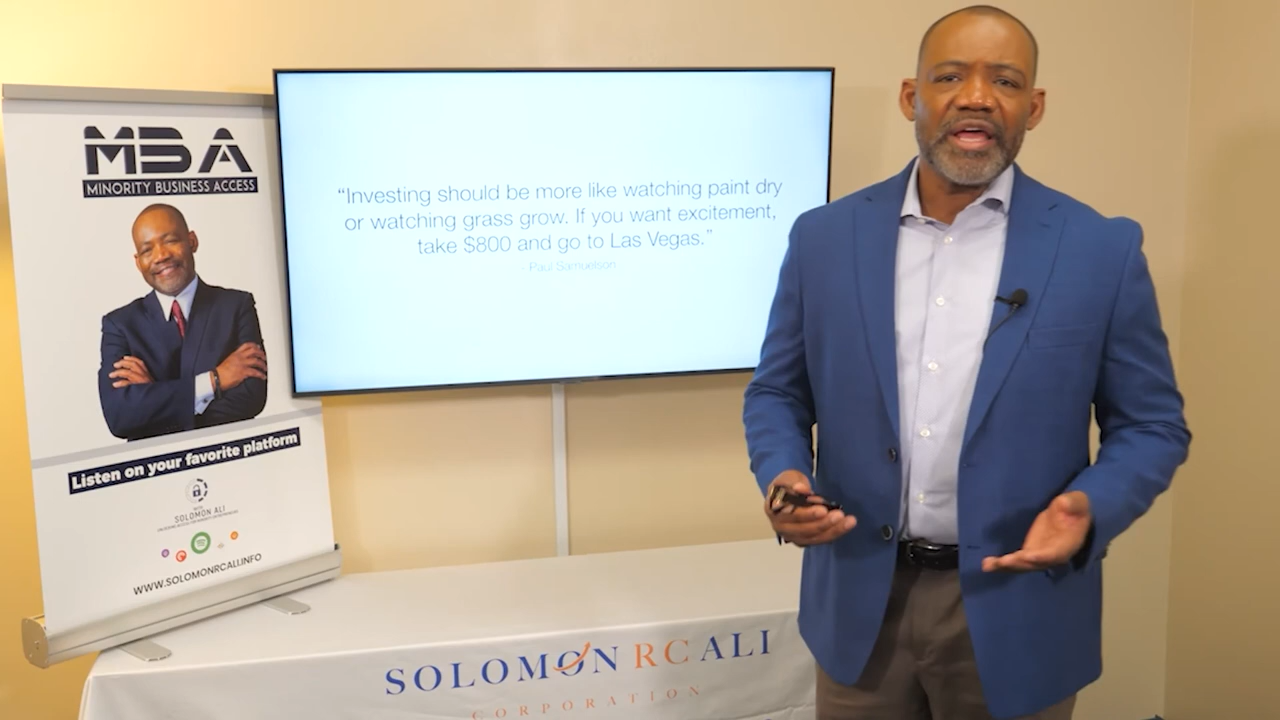 MBA
MINORITY BUSINESS ACCESS
Listen on your favorite platform
WITH
SOLOMON ALI
WWW.SOLOMONRCALI.INFO
“Investing should be more like watching paint dry
or watching grass grow. If you want excitement,
take $800 and go to Las Vegas.”
- Paul Samuelson
SOLOMON RC ALI
CORPORATION